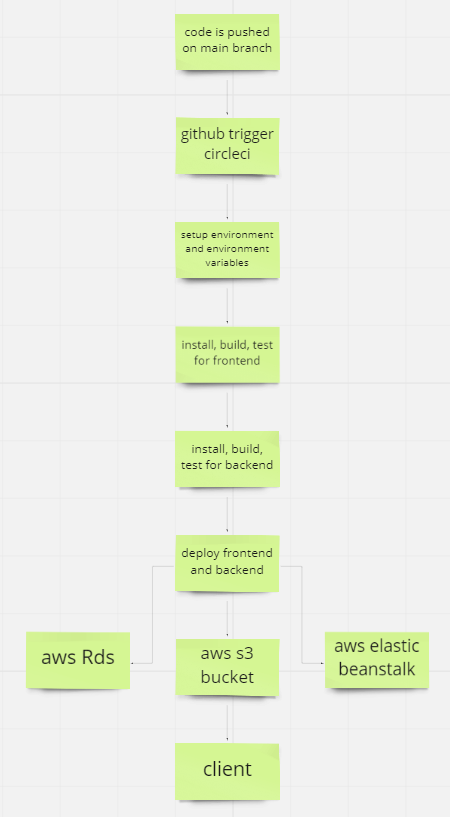 code is pushed
on main branch
github trigger
circleci
setup environment
and environment
variables
install, build, test
for frontend
install, build,
test for backend
deploy frontend
and backend
aws Rds
aws s3
bucket
aws elastic
beanstalk
client